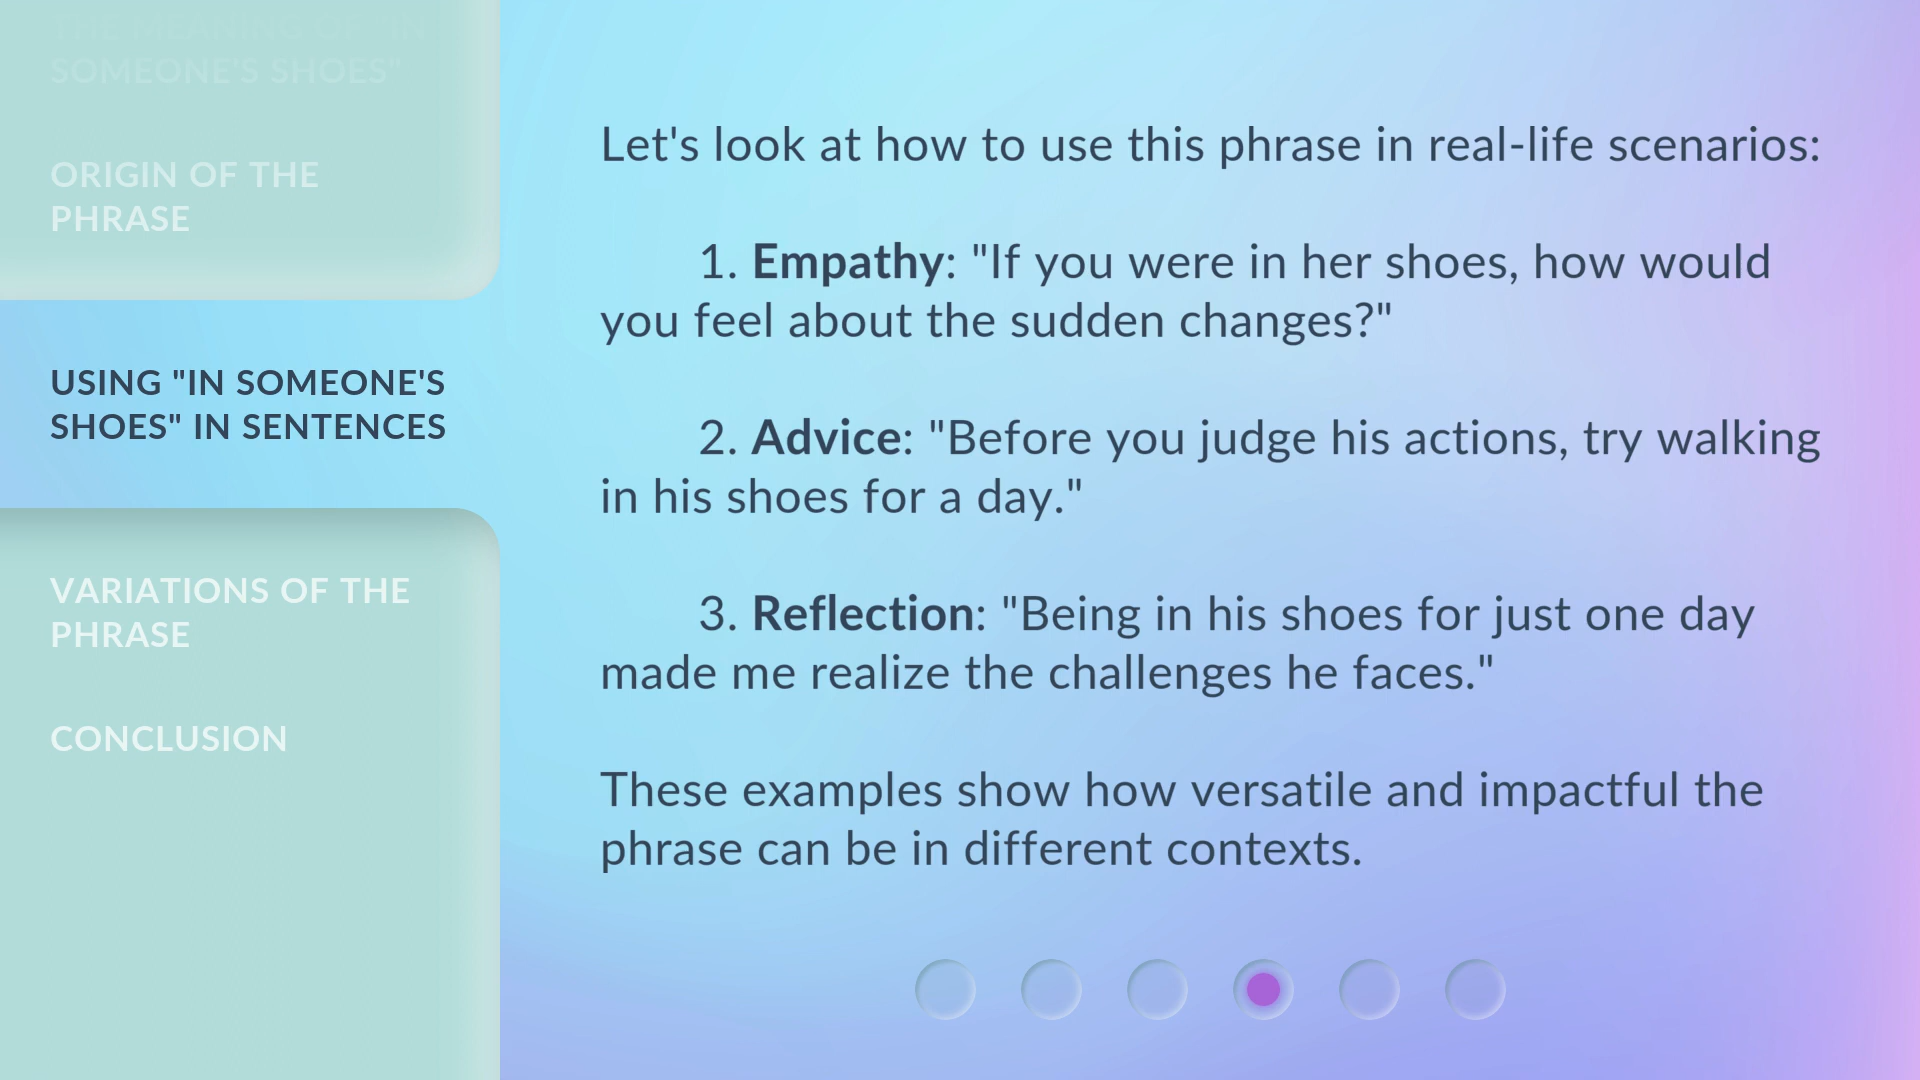 THE MEANING OF "IN
SOMEONE'S SHOES"
ORIGIN OF THE
PHRASE
USING "IN SOMEONE'S
SHOES" IN SENTENCES
VARIATIONS OF THE
PHRASE
CONCLUSION
Let's look at how to use this phrase in real-life scenarios:
1. Empathy: "If you were in her shoes, how would
you feel about the sudden changes?"
2. Advice: "Before you judge his actions, try walking
in his shoes for a day."
3. Reflection: "Being in his shoes for just one day
made me realize the challenges he faces."
These examples show how versatile and impactful the
phrase can be in different contexts.